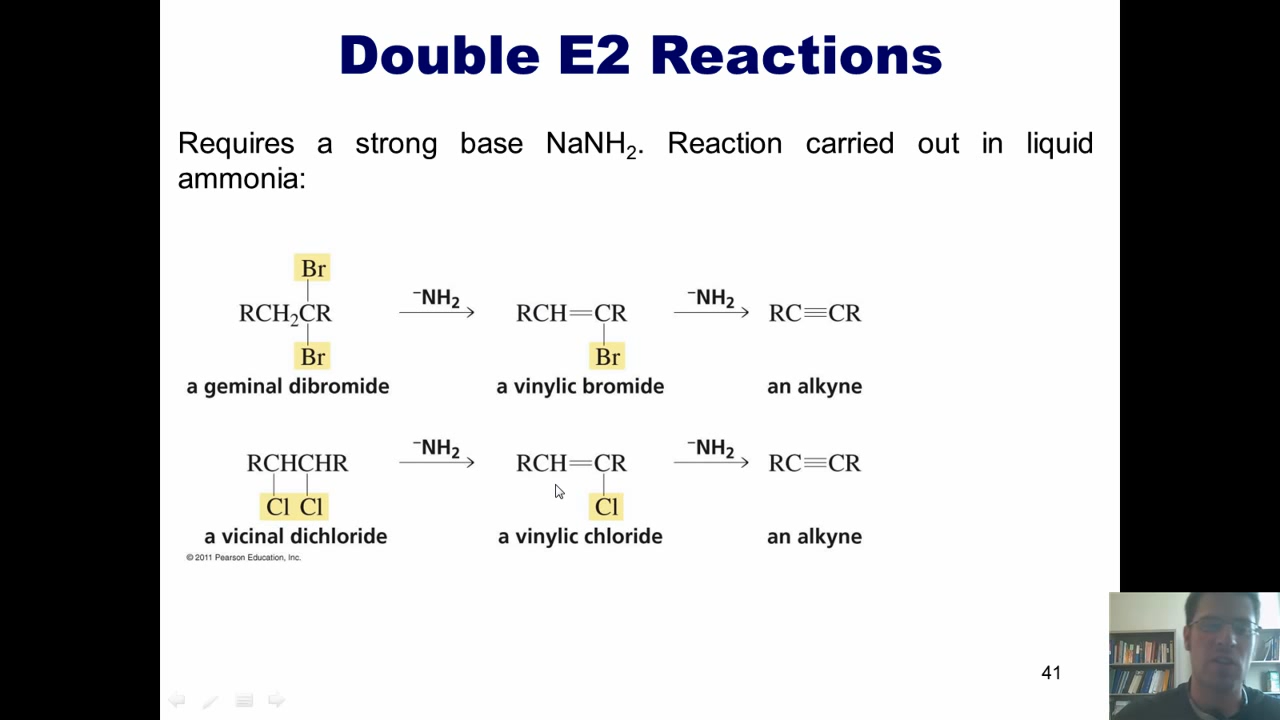 Double E2 Reactions
Requires a strong base NaNH₂. Reaction carried out in liquid
ammonia:
Br
RCH₂CR
Br
a geminal dibromide
⁻NH₂
RCH=CR
Br
a vinylic bromide
⁻NH₂
RC≡CR
an alkyne
RCHCHR
Cl Cl
a vicinal dichloride
⁻NH₂
RCH=CR
Cl
a vinylic chloride
⁻NH₂
RC≡CR
an alkyne
© 2011 Pearson Education, Inc.
41